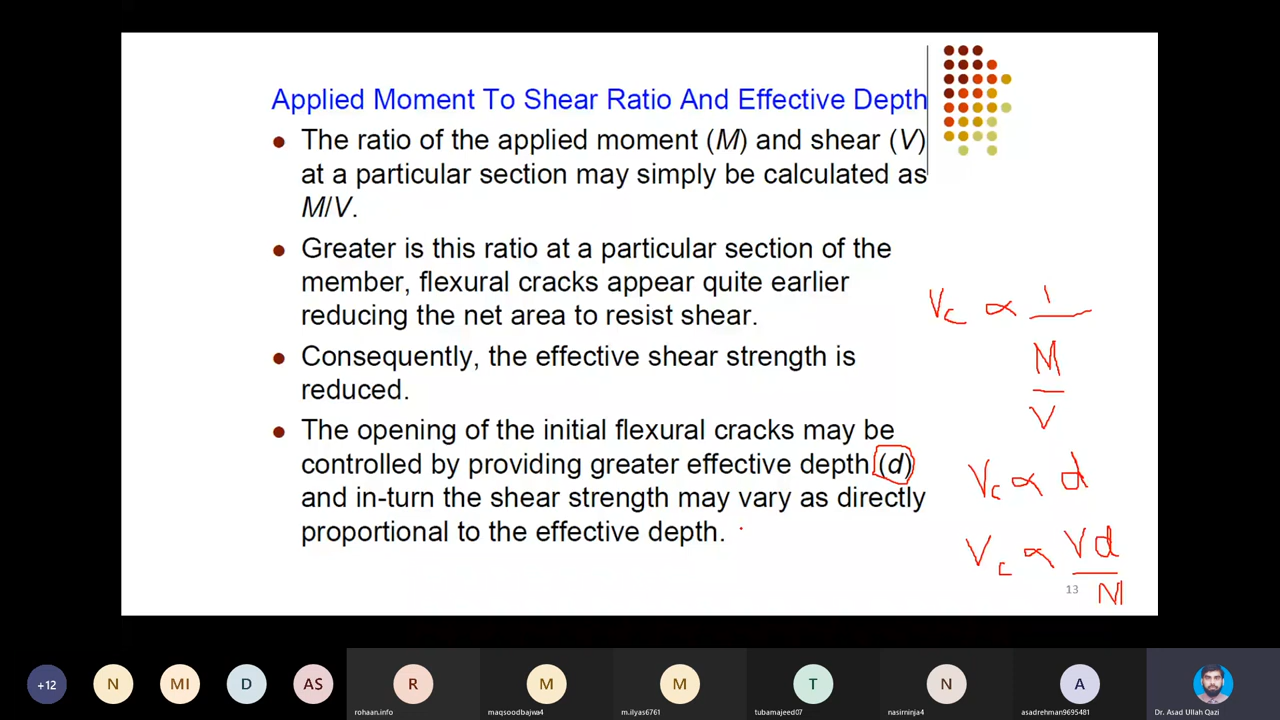 Applied Moment To Shear Ratio And Effective Depth
• The ratio of the applied moment (M) and shear (V)
at a particular section may simply be calculated as
M/V.
• Greater is this ratio at a particular section of the
member, flexural cracks appear quite earlier
reducing the net area to resist shear.
• Consequently, the effective shear strength is
reduced.
• The opening of the initial flexural cracks may be
controlled by providing greater effective depth (d)
and in-turn the shear strength may vary as directly
proportional to the effective depth.
Vc ∝ 1
M
V
Vc ∝ d
Vc ∝ Vd
M
13
+12 N MI D AS R M M T N A
rohaan.info maqsoodbajwa4 m.ilyas6761 tubamajeed07 nasirninja4 asadrehman9695481 Dr. Asad Ullah Qazi